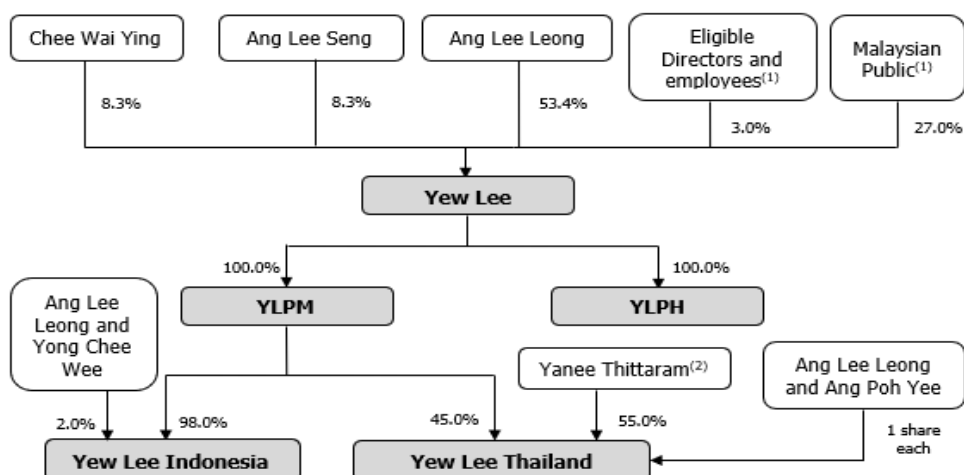 Chee Wai Ying
Ang Lee Seng
Ang Lee Leong
Eligible
Directors and
employees(1)
Malaysian
Public(1)
8.3%
8.3%
53.4%
3.0%
27.0%
Yew Lee
100.0%
100.0%
YLPM
YLPH
Ang Lee
Leong and
Yong Chee
Wee
Yanee Thittaram(2)
Ang Lee Leong
and Ang Poh Yee
2.0%
98.0%
45.0%
55.0%
1 share
each
Yew Lee Indonesia
Yew Lee Thailand